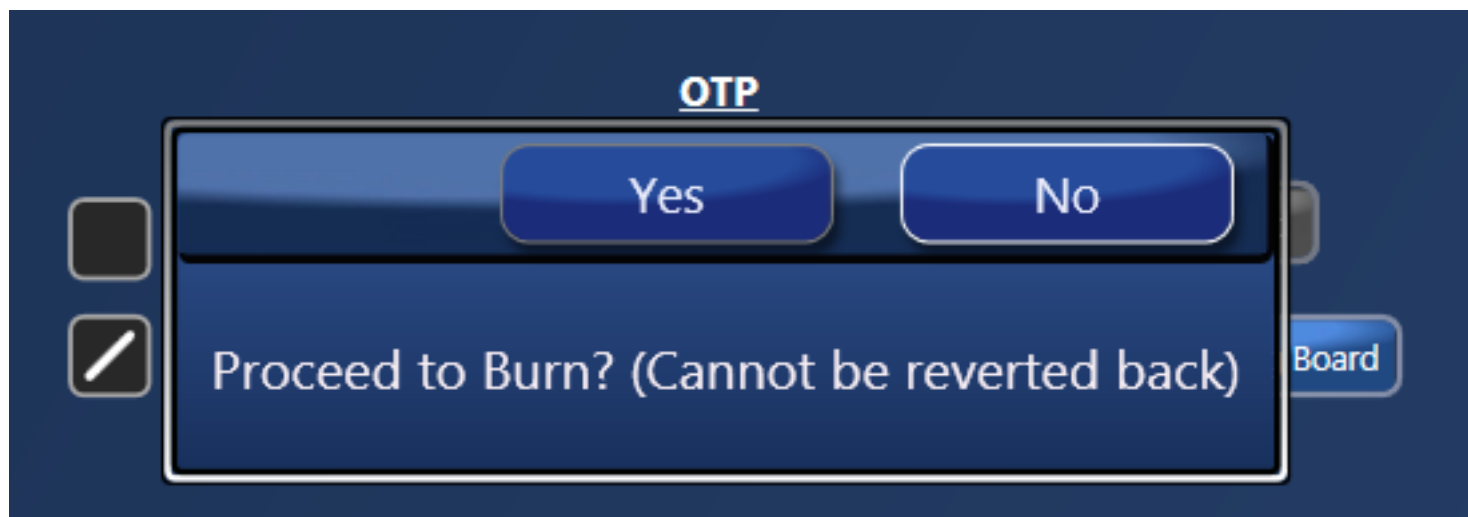 OTP
Yes No
Proceed to Burn? (Cannot be reverted back)
Board